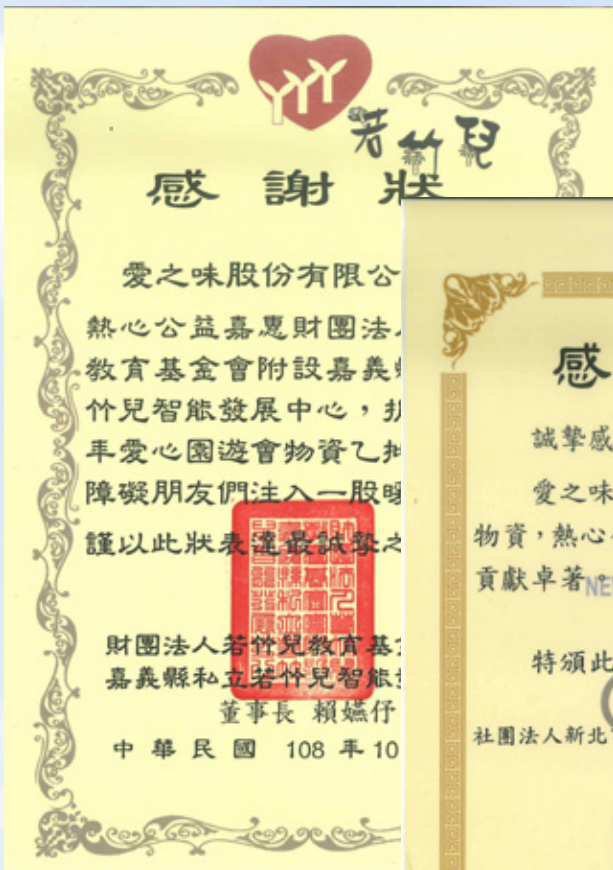 若竹兒
感謝狀
愛之味股份有限公
熱心公益嘉惠財團法人
教育基金會附設嘉義縣
竹兒智能發展中心，捐
年愛心園遊會物資乙批
障礙朋友們注入一股暖
謹以此狀表達最誠摯之
財團法人若竹兒教育基金
嘉義縣私立若竹兒智能
董事長 賴嬿伃
中華民國 108 年 10
感
誠摯感
愛之味
物資，熱心
貢獻卓著。
NE
特頒此
社團法人新北